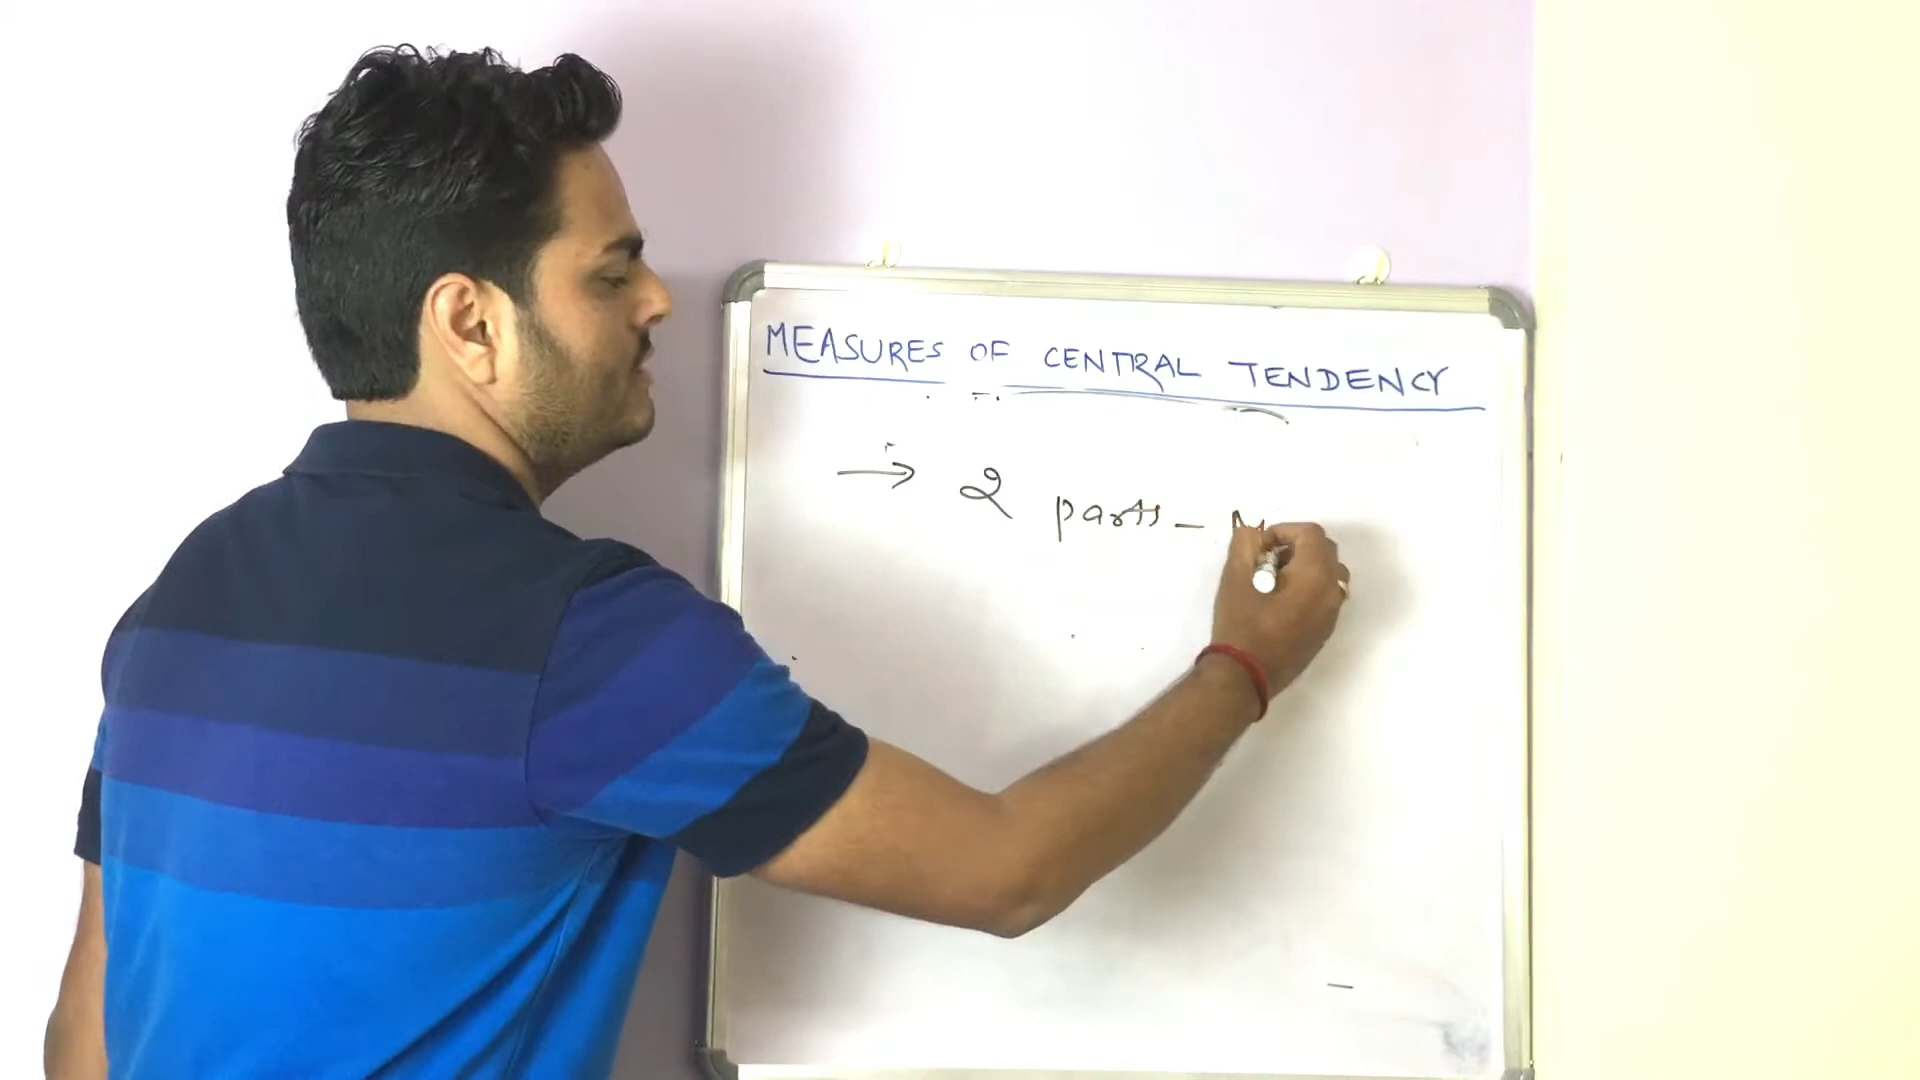 MEASURES OF CENTRAL TENDENCY
→ 2 parts -